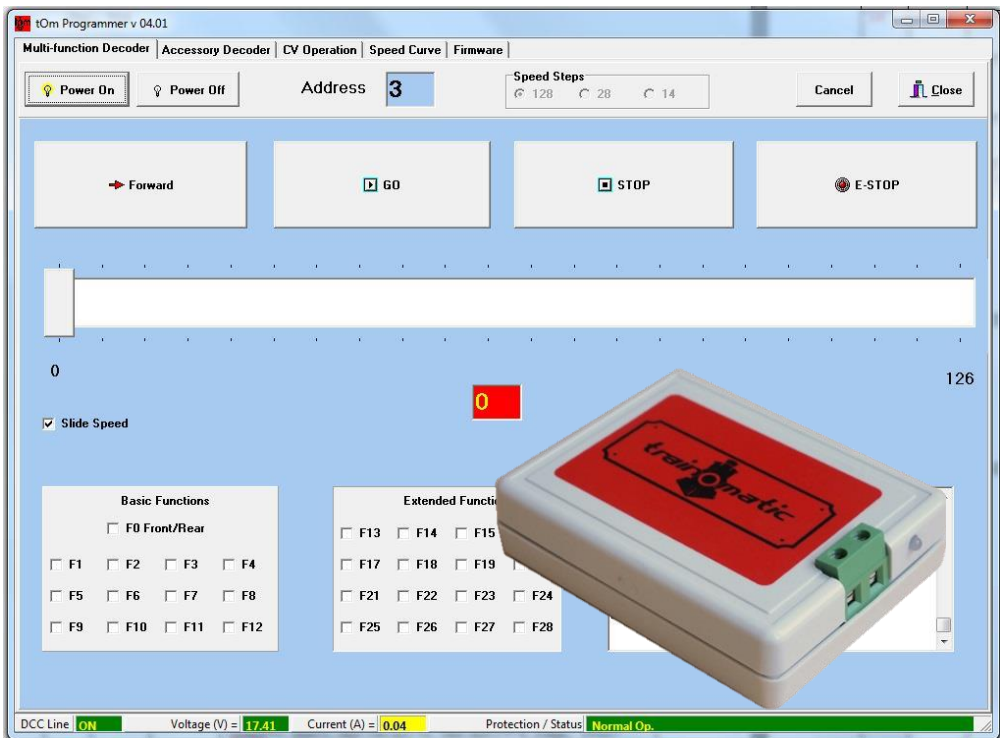 tOm Programmer v 04.01
Multi-function Decoder Accessory Decoder CV Operation Speed Curve Firmware
Power On Power Off Address 3 Speed Steps 128 28 14 Cancel Close
Forward GO STOP E-STOP
0 126
0
Slide Speed
Basic Functions Extended
F0 Front/Rear
F13 F14 F15
F1 F2 F3 F4 F17 F18 F19
F5 F6 F7 F8 F21 F22 F23 F24
F9 F10 F11 F12 F25 F26 F27 F28
trainOmatic
DCC Line ON Voltage (V) = 17.41 Current (A) = 0.04 Protection / Status Normal Op.